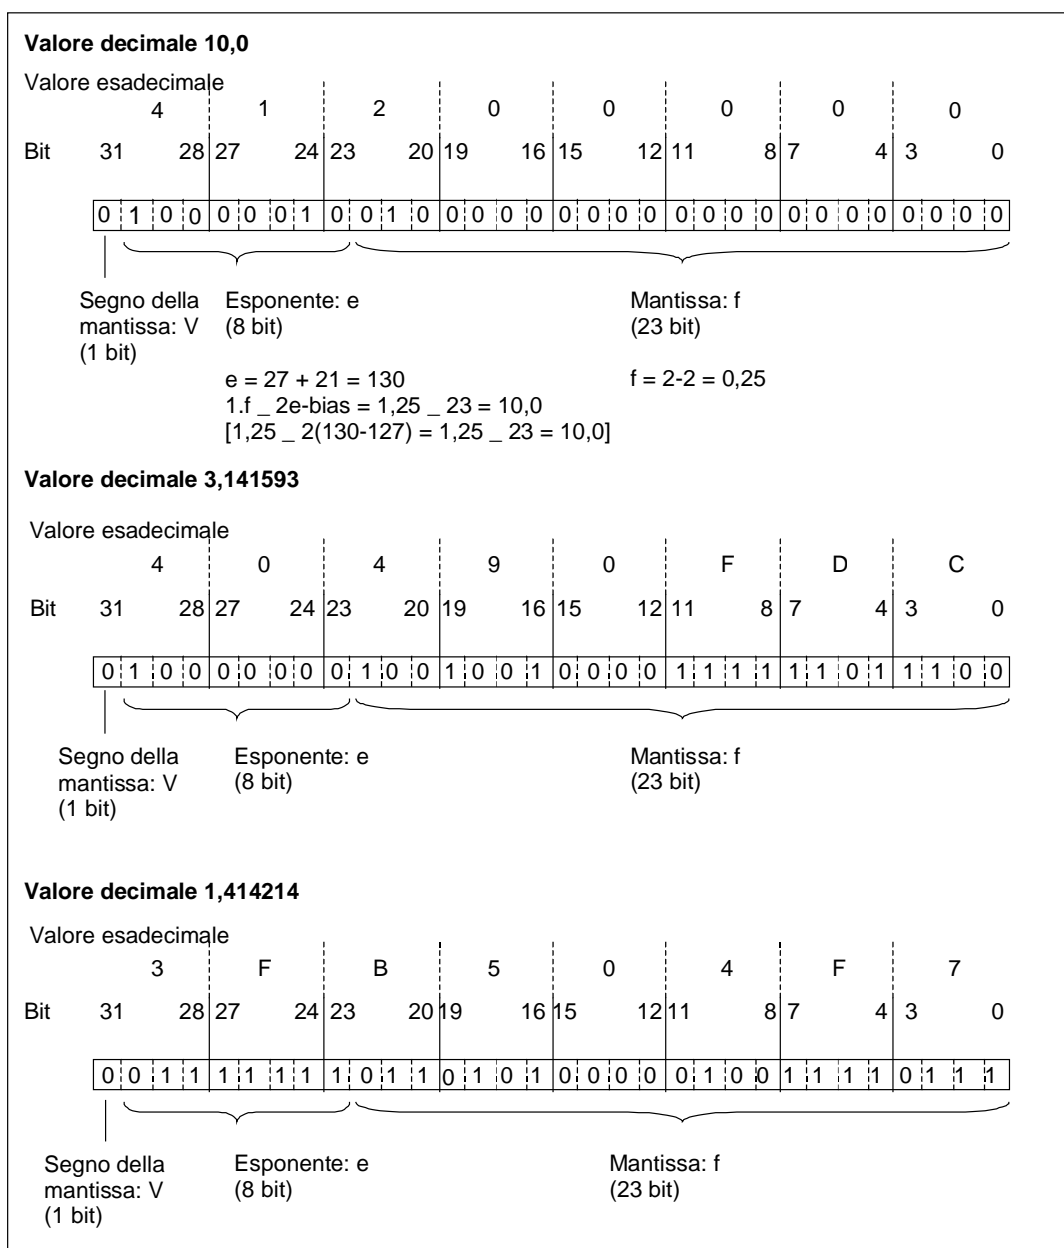 Valore decimale 10,0
Valore esadecimale
4 1 2 0 0 0 0 0
Bit 31 28 27 24 23 20 19 16 15 12 11 8 7 4 3 0
0 1 0 0 0 0 0 1 0 0 1 0 0 0 0 0 0 0 0 0 0 0 0 0 0 0 0 0 0 0 0 0
Segno della Esponente: e Mantissa: f
mantissa: V (8 bit) (23 bit)
(1 bit)
e = 27 + 21 = 130 f = 2-2 = 0,25
1.f _ 2e-bias = 1,25 _ 23 = 10,0
[1,25 _ 2(130-127) = 1,25 _ 23 = 10,0]
Valore decimale 3,141593
Valore esadecimale
4 0 4 9 0 F D C
Bit 31 28 27 24 23 20 19 16 15 12 11 8 7 4 3 0
0 1 0 0 0 0 0 0 0 1 0 0 1 0 0 1 0 0 0 0 1 1 1 1 1 1 0 1 1 1 0 0
Segno della Esponente: e Mantissa: f
mantissa: V (8 bit) (23 bit)
(1 bit)
Valore decimale 1,414214
Valore esadecimale
3 F B 5 0 4 F 7
Bit 31 28 27 24 23 20 19 16 15 12 11 8 7 4 3 0
0 0 1 1 1 1 1 1 1 0 1 1 0 1 0 1 0 0 0 0 0 1 0 0 1 1 1 1 0 1 1 1
Segno della Esponente: e Mantissa: f
mantissa: V (8 bit) (23 bit)
(1 bit)